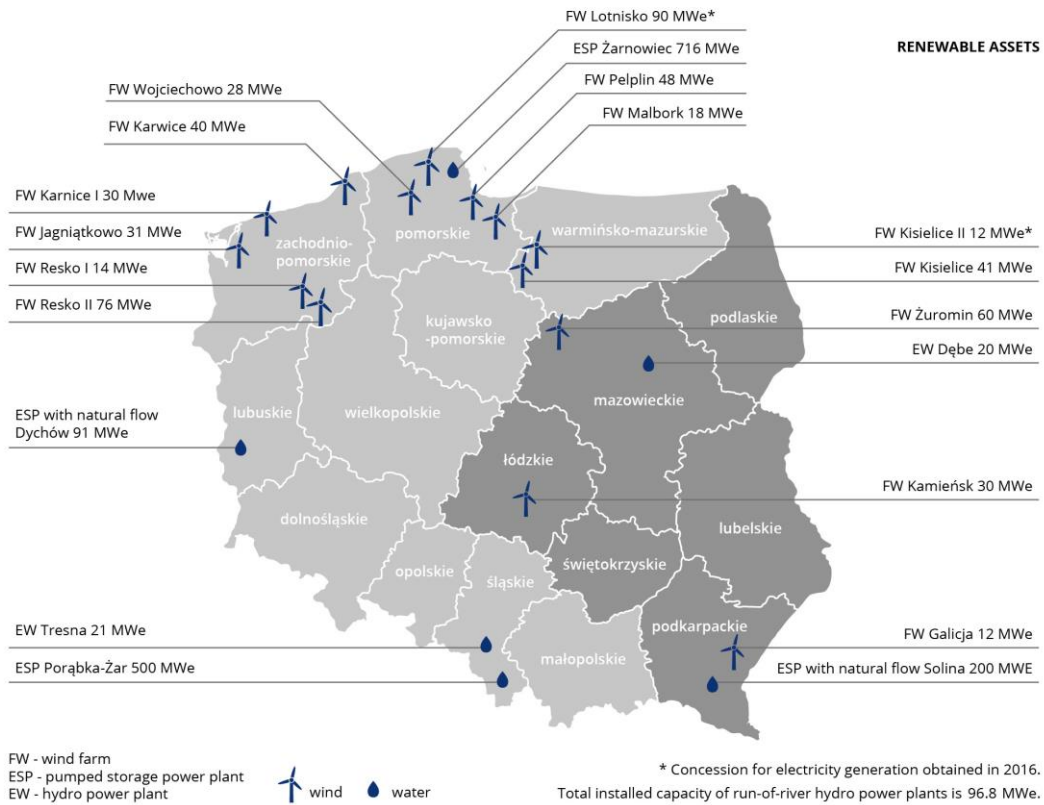 FW Lotnisko 90 MWe*
ESP Żarnowiec 716 MWe
RENEWABLE ASSETS
FW Pelplin 48 MWe
FW Wojciechowo 28 MWe
FW Malbork 18 MWe
FW Karwice 40 MWe
FW Karnice I 30 Mwe
FW Jagniątkowo 31 MWe
FW Resko I 14 MWe
FW Resko II 76 MWe
zachodnio-
pomorskie
pomorskie
warmińsko-mazurskie
FW Kisielice II 12 MWe*
FW Kisielice 41 MWe
kujawsko
-pomorskie
podlaskie
FW Żuromin 60 MWe
EW Dębe 20 MWe
mazowieckie
ESP with natural flow
Dychów 91 MWe
lubuskie
wielkopolskie
łódzkie
FW Kamieńsk 30 MWe
dolnośląskie
lubelskie
opolskie
śląskie
świętokrzyskie
EW Tresna 21 MWe
ESP Porąbka-Żar 500 MWe
małopolskie
podkarpackie
FW Galicja 12 MWe
ESP with natural flow Solina 200 MWE
FW - wind farm
ESP - pumped storage power plant
EW - hydro power plant
wind
water
* Concession for electricity generation obtained in 2016.
Total installed capacity of run-of-river hydro power plants is 96.8 MWe.